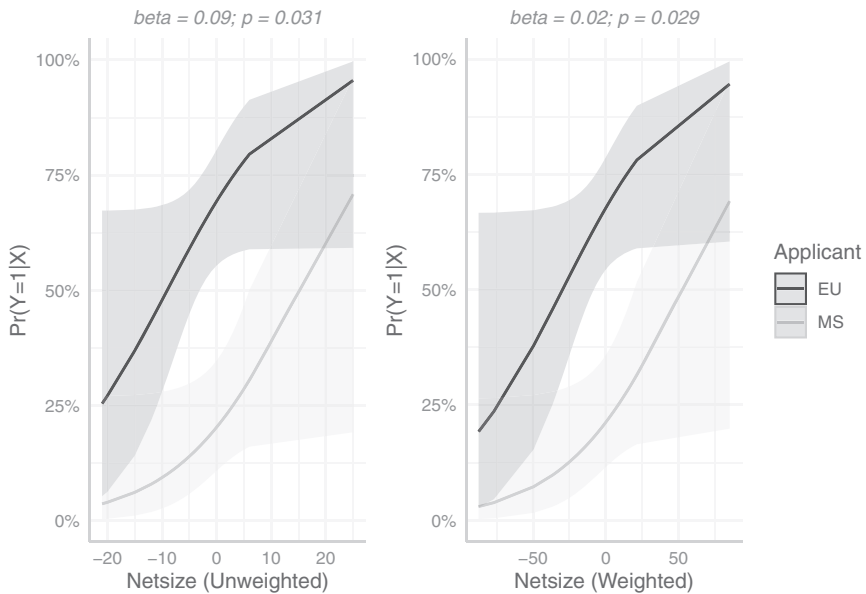 beta = 0.09; p = 0.031
Pr(Y=1|X)
100%
75%
50%
25%
0%
−20 −10 0 10 20
Netsize (Unweighted)
beta = 0.02; p = 0.029
Pr(Y=1|X)
100%
75%
50%
25%
0%
−50 0 50
Netsize (Weighted)
Applicant
EU
MS